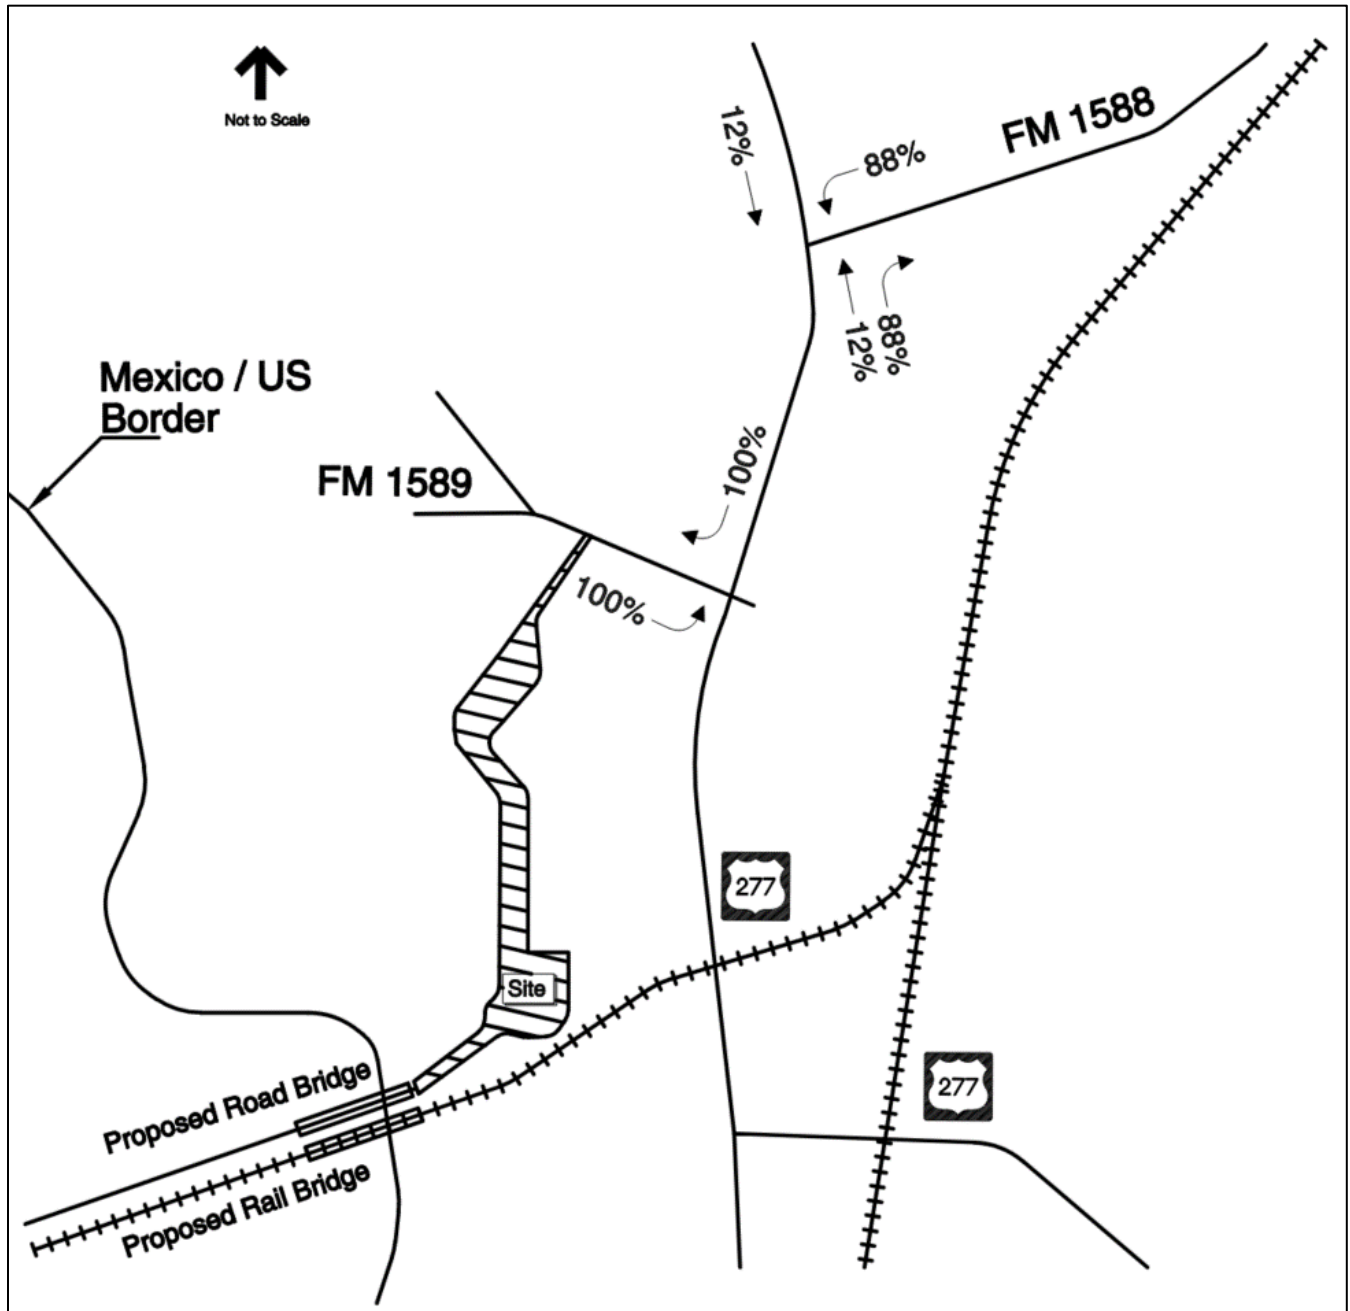 Not to Scale
12%
88%
FM 1588
88%
12%
Mexico / US
Border
FM 1589
100%
100%
277
Site
277
Proposed Road Bridge
Proposed Rail Bridge